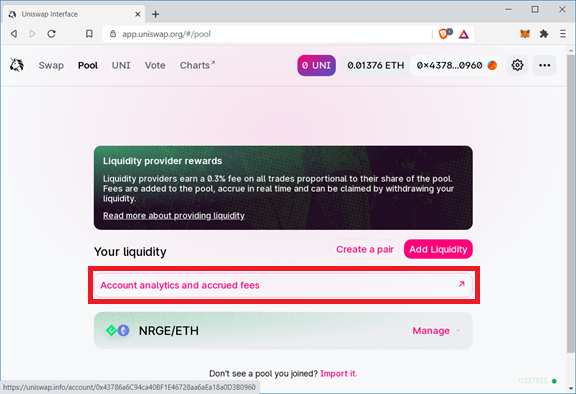 Uniswap Interface
app.uniswap.org/#/pool
1
Swap
Pool
UNI
Vote
Charts↗
0 UNI
0.01376 ETH
0×4378...0960
Liquidity provider rewards
Liquidity providers earn a 0.3% fee on all trades proportional to their share of the pool.
Fees are added to the pool, accrue in real time and can be claimed by withdrawing your
liquidity.
Read more about providing liquidity
Your liquidity
Create a pair
Add Liquidity
Account analytics and accrued fees ↗
NRGE/ETH
Manage
Don't see a pool you joined? Import it.
https://uniswap.info/account/0x43786a6C94ca40BF1E46728aa6aEa18a0D3B0960